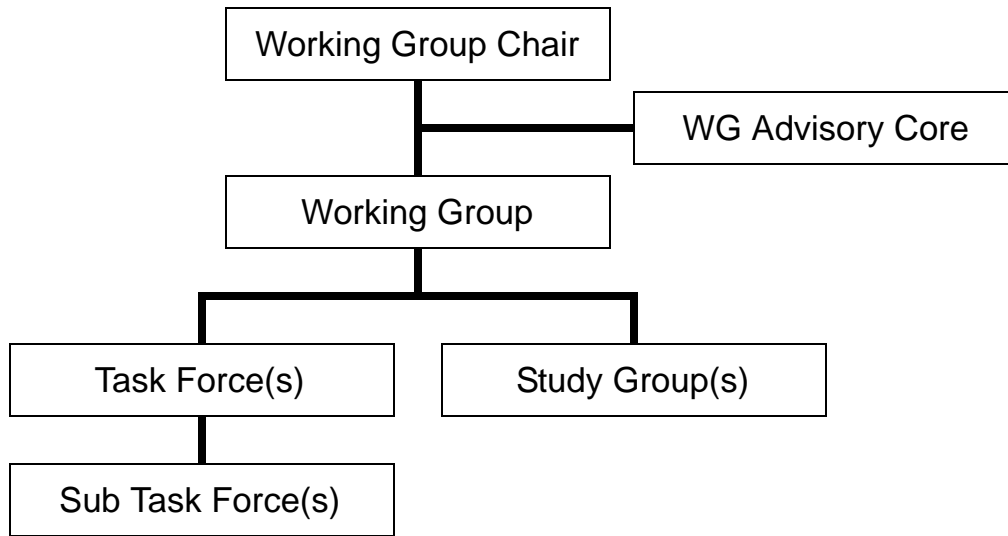 Working Group Chair
WG Advisory Core
Working Group
Task Force(s)
Study Group(s)
Sub Task Force(s)